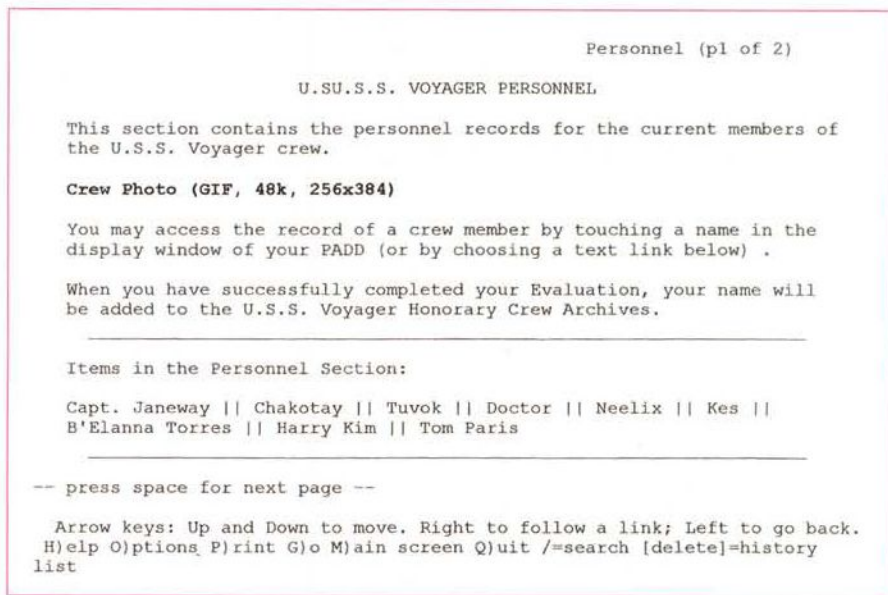 Personnel (p1 of 2)
U.SU.S.S. VOYAGER PERSONNEL
This section contains the personnel records for the current members of
the U.S.S. Voyager crew.
Crew Photo (GIF, 48k, 256x384)
You may access the record of a crew member by touching a name in the
display window of your PADD (or by choosing a text link below) .
When you have successfully completed your Evaluation, your name will
be added to the U.S.S. Voyager Honorary Crew Archives.
Items in the Personnel Section:
Capt. Janeway || Chakotay || Tuvok || Doctor || Neelix || Kes ||
B'Elanna Torres || Harry Kim || Tom Paris
-- press space for next page --
Arrow keys: Up and Down to move. Right to follow a link; Left to go back.
H)elp O)ptions P)rint G)o M)ain screen Q)uit /=search [delete]=history
list